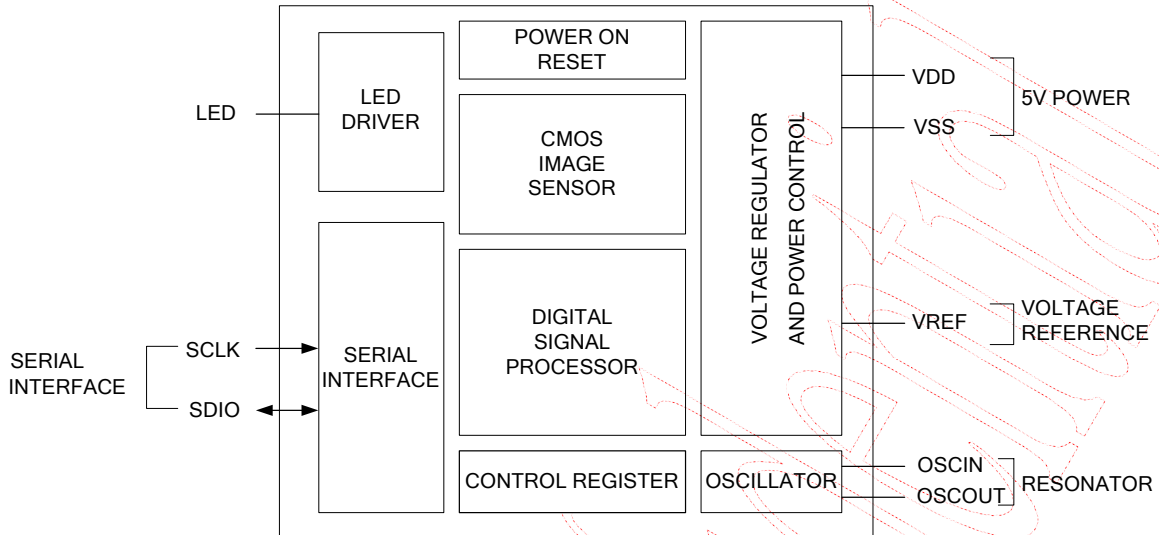 POWER ON
RESET
LED
LED
DRIVER
CMOS
IMAGE
SENSOR
VOLTAGE REGULATOR
AND POWER CONTROL
VDD
VSS
5V POWER
SERIAL
INTERFACE
SCLK
SDIO
SERIAL
INTERFACE
DIGITAL
SIGNAL
PROCESSOR
VREF
VOLTAGE
REFERENCE
CONTROL REGISTER
OSCILLATOR
OSCIN
OSCOUT
RESONATOR